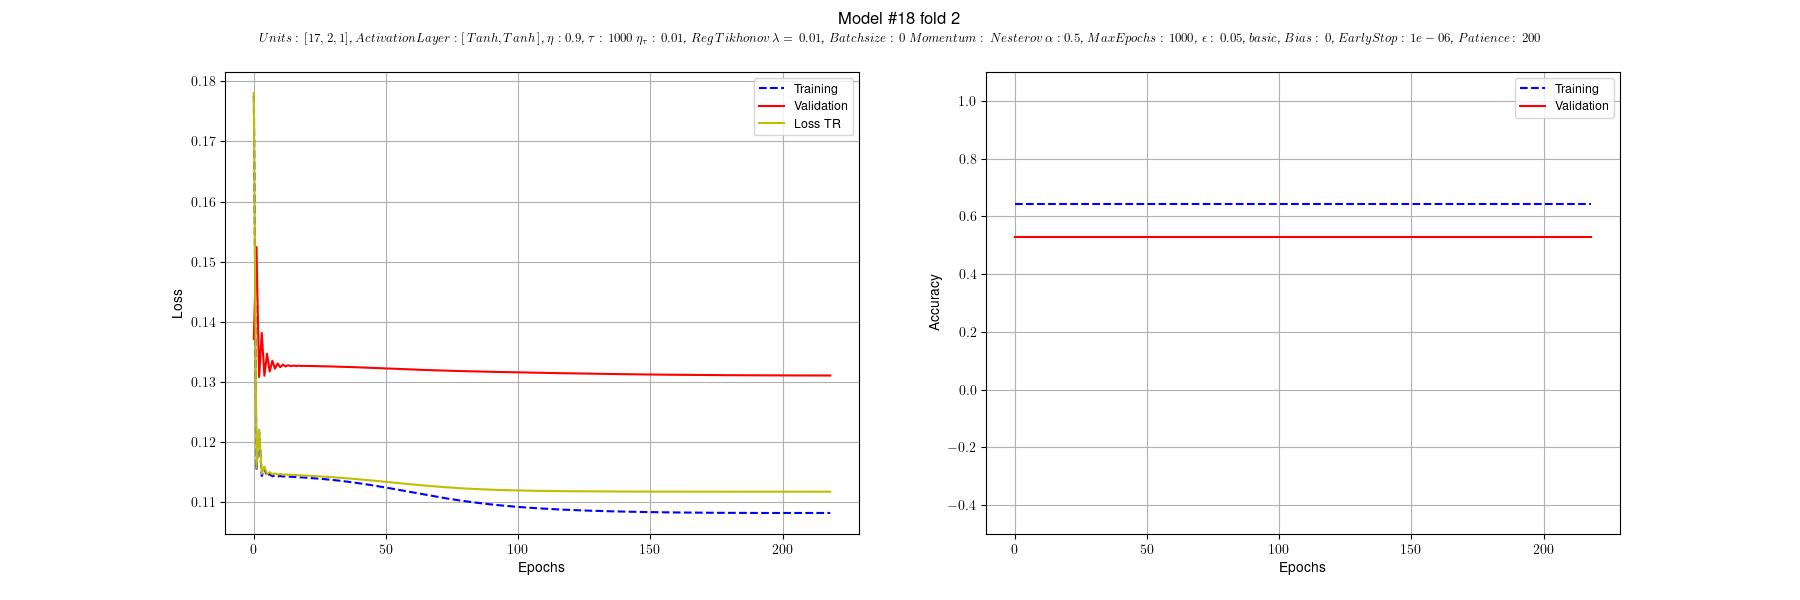 Model #18 fold 2
Units : [17, 2, 1], ActivationLayer : [Tanh, Tanh], η : 0.9, τ : 1000 η_τ : 0.01, RegTikhonov λ = 0.01, Batchsize : 0 Momentum : Nesterov α : 0.5, MaxEpochs : 1000, ϵ : 0.05, basic, Bias : 0, EarlyStop : 1e − 06, Patience : 200
0.18
0.17
0.16
0.15
0.14
0.13
0.12
0.11
Loss
0 50 100 150 200
Epochs
Training
Validation
Loss TR
1.0
0.8
0.6
0.4
0.2
0.0
−0.2
−0.4
Accuracy
0 50 100 150 200
Epochs
Training
Validation